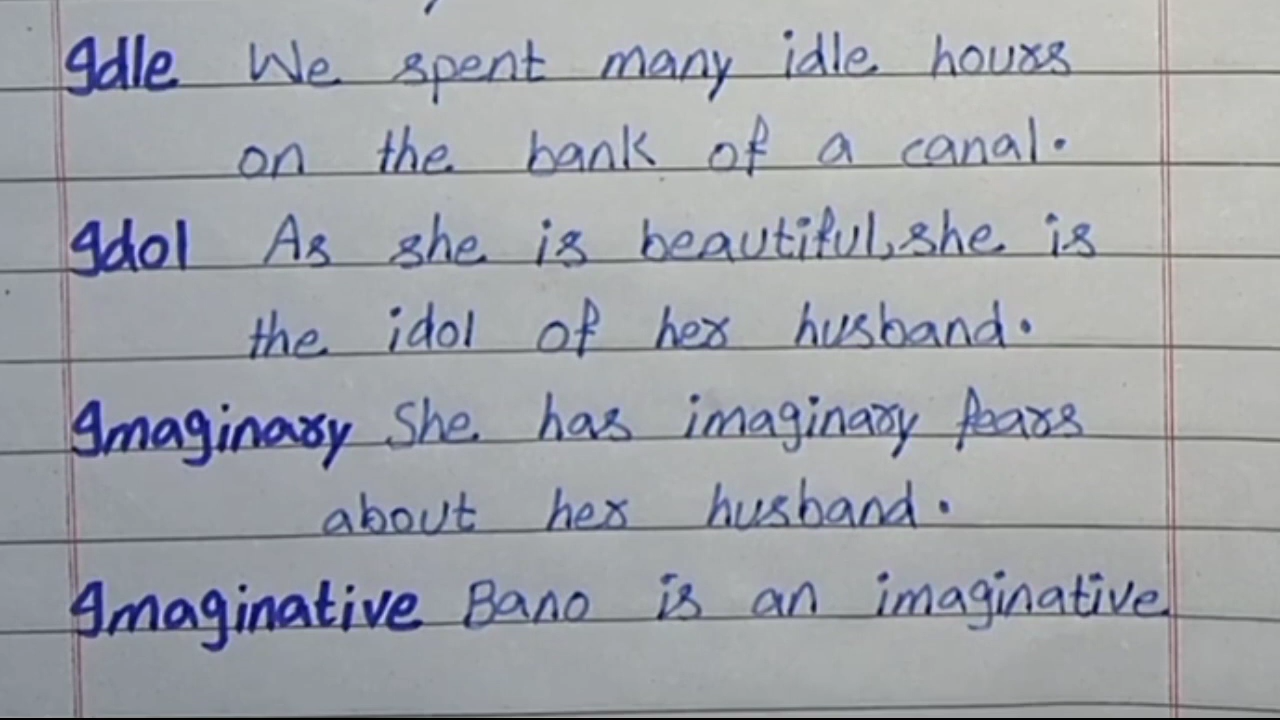 Idle We spent many idle hours
on the bank of a canal.
Idol As she is beautiful, she is
the idol of her husband.
Imaginary She has imaginary fears
about her husband.
Imaginative Bano is an imaginative